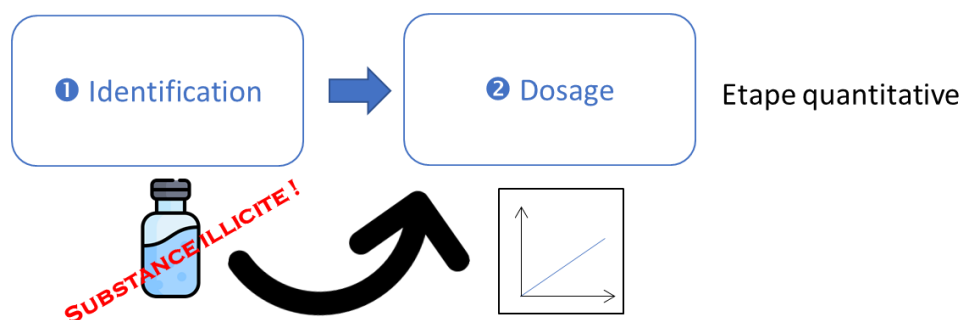 ❶ Identification
❷ Dosage
Etape quantitative
SUBSTANCE ILLICITE !